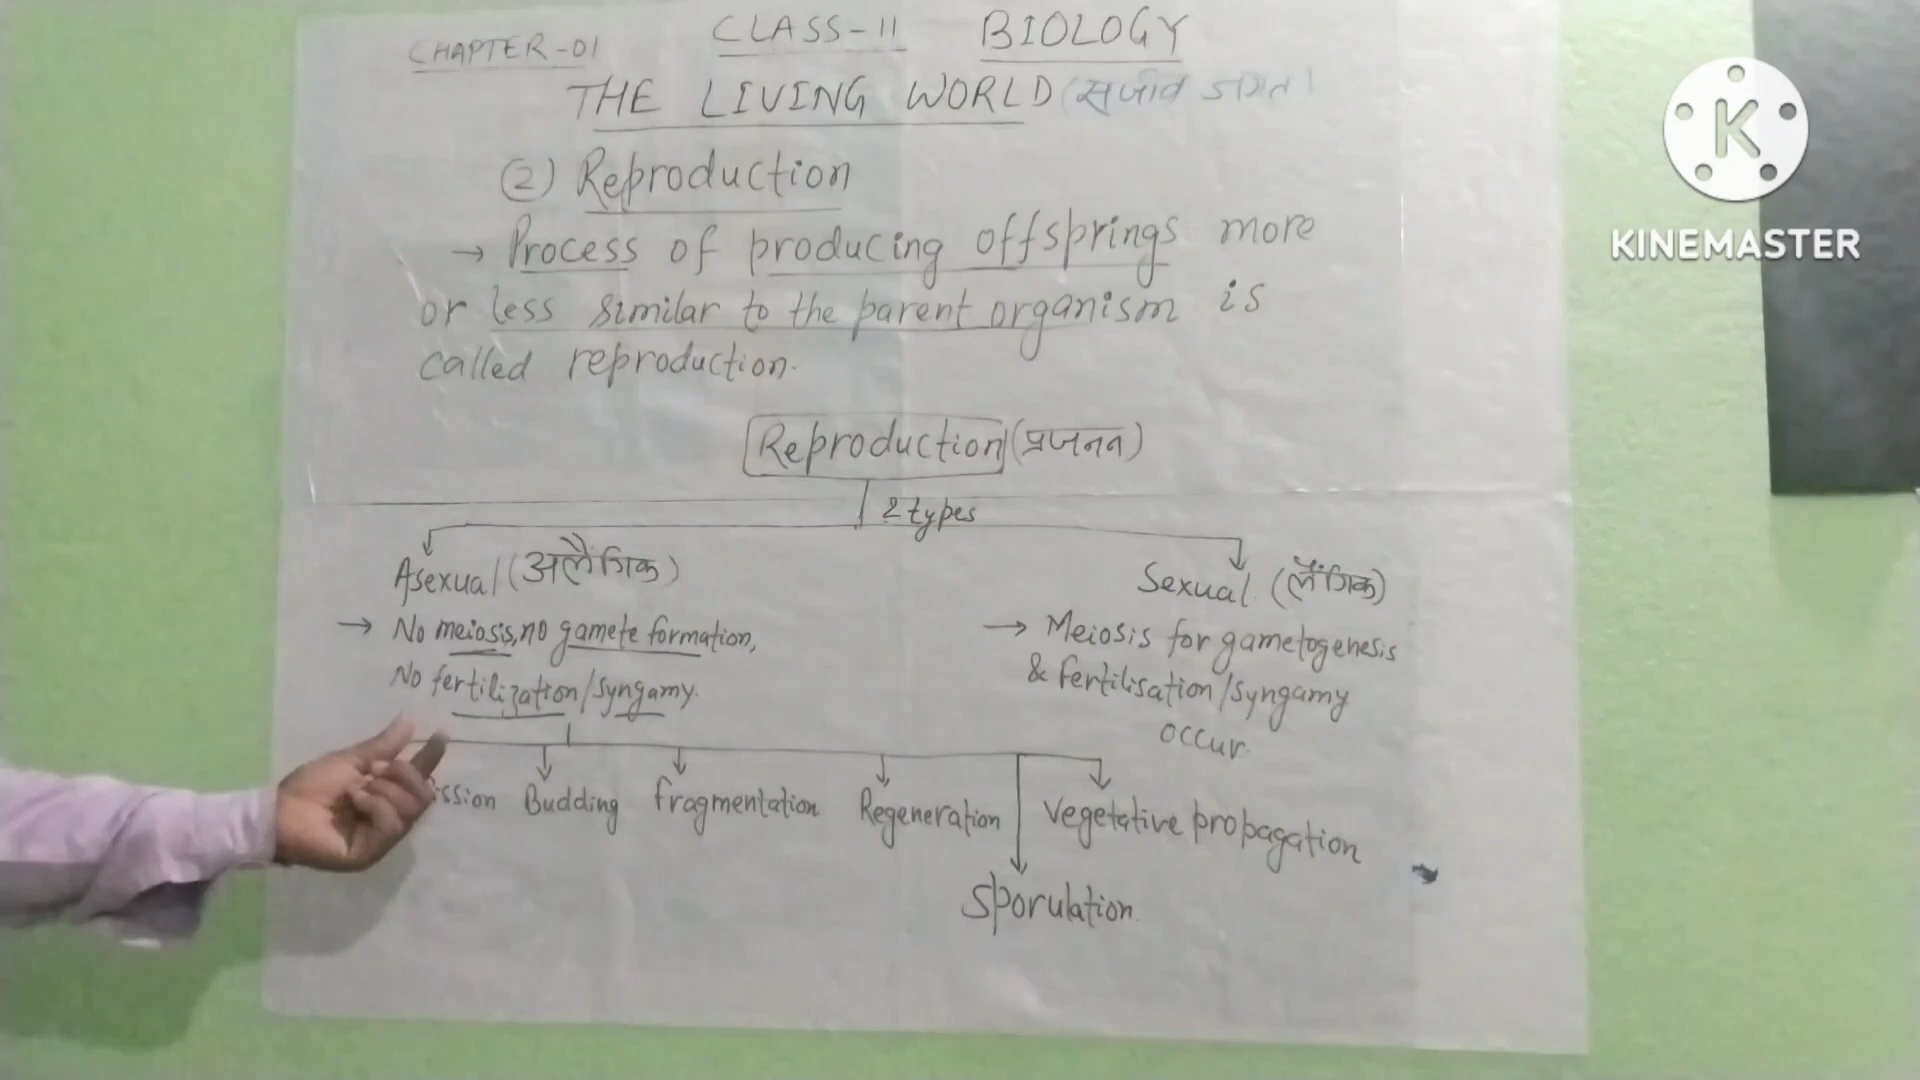 CHAPTER-01 CLASS-11 BIOLOGY
THE LIVING WORLD (सजीव जगत)
(2) Reproduction
→ Process of producing offsprings more
or less similar to the parent organism is
called reproduction.
Reproduction (प्रजनन)
2 types
Asexual (अलैंगिक)
→ No meiosis, no gamete formation,
No fertilization/syngamy.
Sexual (लैंगिक)
→ Meiosis for gametogenesis
& fertilisation/syngamy
occur.
ission Budding fragmentation Regeneration Vegetative propagation
Sporulation
K
KINEMASTER